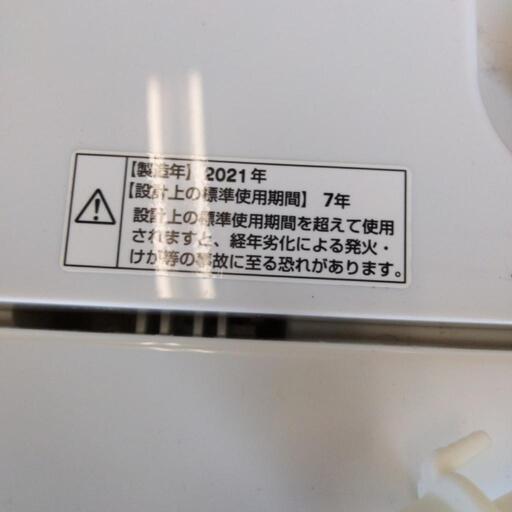 【製造年】2021年
【設計上の標準使用期間】 7年
設計上の標準使用期間を超えて使用
されますと、経年劣化による発火・
けが等の事故に至る恐れがあります。